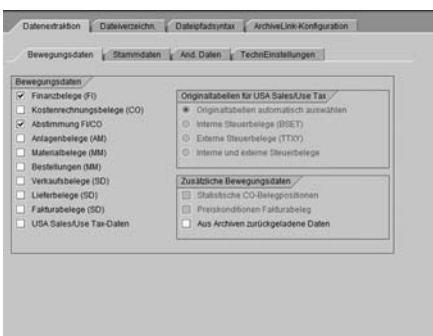 Datenextraktion Dateiverzeichn. Dateipfadsyntax ArchiveLink-Konfiguration
Bewegungsdaten Stammdaten And. Daten TechnEinstellungen
Bewegungsdaten
Finanzbelege (FI)
Kostenrechnungsbelege (CO)
Abstimmung FI/CO
Anlagenbelege (AM)
Materialbelege (MM)
Bestellungen (MM)
Verkaufsbelege (SD)
Lieferbelege (SD)
Fakturabelege (SD)
USA Sales/Use Tax-Daten
Originaltabellen für USA Sales/Use Tax
Originaltabellen automatisch auswählen
Interne Steuerbelege (BSET)
Externe Steuerbelege (TTXY)
Interne und externe Steuerbelege
Zusätzliche Bewegungsdaten
Statistische CO-Belegpositionen
Preiskonditionen Fakturabeleg
Aus Archiven zurückgeladene Daten